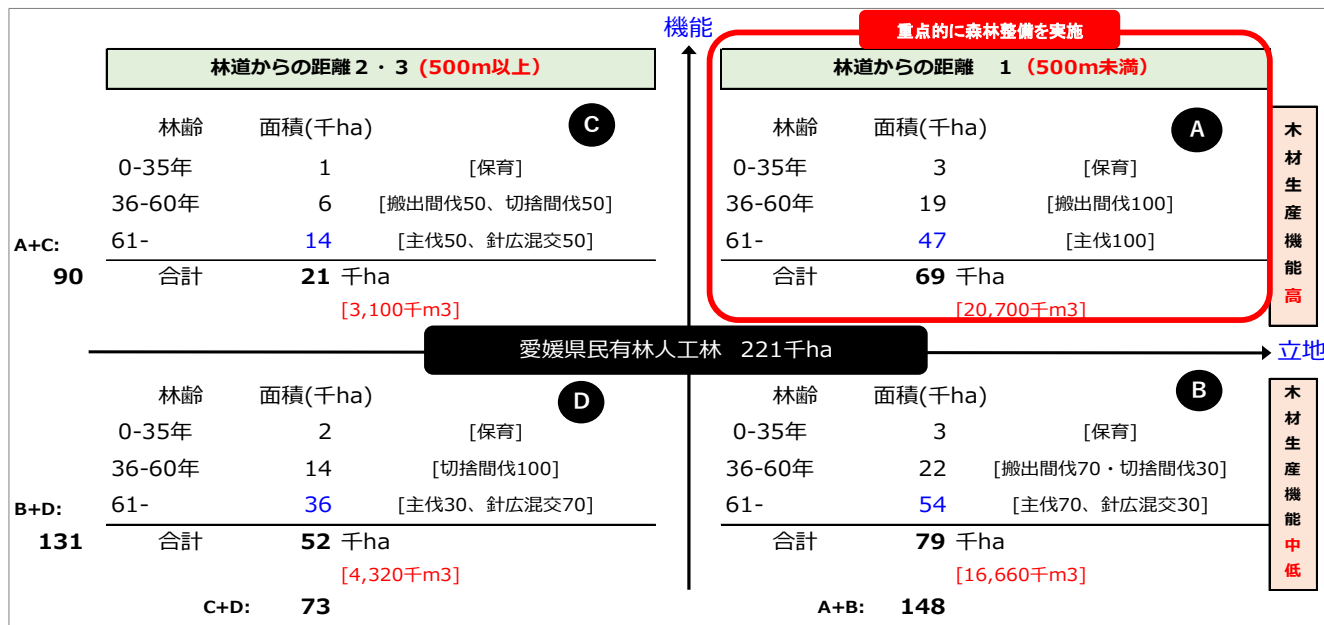 機能
重点的に森林整備を実施
林道からの距離2・3 (500m以上)
林齢 面積(千ha) C
0-35年 1 [保育]
36-60年 6 [搬出間伐50、切捨間伐50]
61- 14 [主伐50、針広混交50]
合計 21 千ha
[3,100千m3]
A+C:
90
林道からの距離 1 (500m未満)
林齢 面積(千ha) A
0-35年 3 [保育]
36-60年 19 [搬出間伐100]
61- 47 [主伐100]
合計 69 千ha
[20,700千m3]
木材生産機能高
愛媛県民有林人工林 221千ha
立地
林齢 面積(千ha) D
0-35年 2 [保育]
36-60年 14 [切捨間伐100]
61- 36 [主伐30、針広混交70]
合計 52 千ha
[4,320千m3]
B+D:
131
C+D: 73
林齢 面積(千ha) B
0-35年 3 [保育]
36-60年 22 [搬出間伐70・切捨間伐30]
61- 54 [主伐70、針広混交30]
合計 79 千ha
[16,660千m3]
A+B: 148
木材生産機能中低